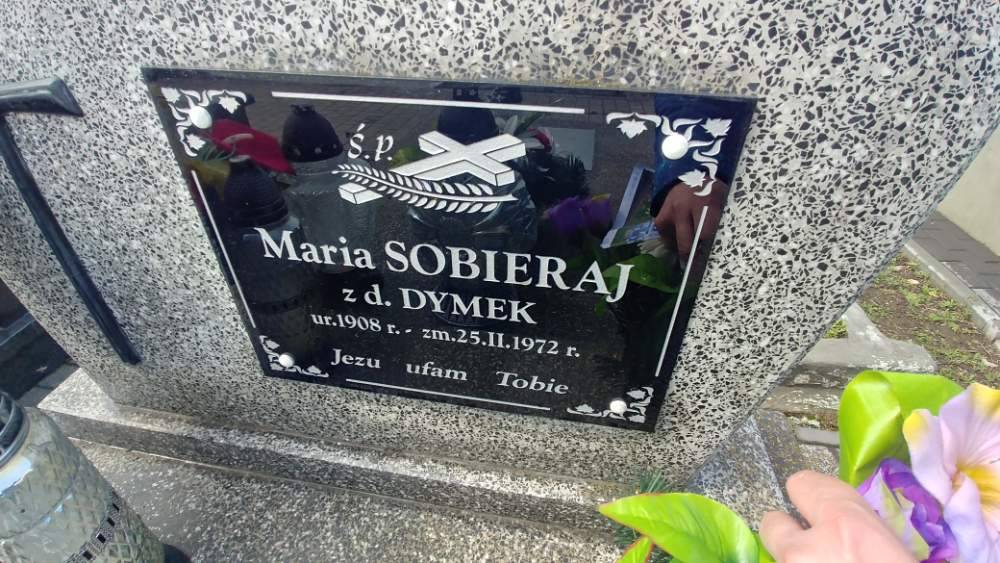 ś.p.
Maria SOBIERAJ
z d. DYMEK
ur.1908 r. - zm.25.II.1972 r.
Jezu ufam Tobie